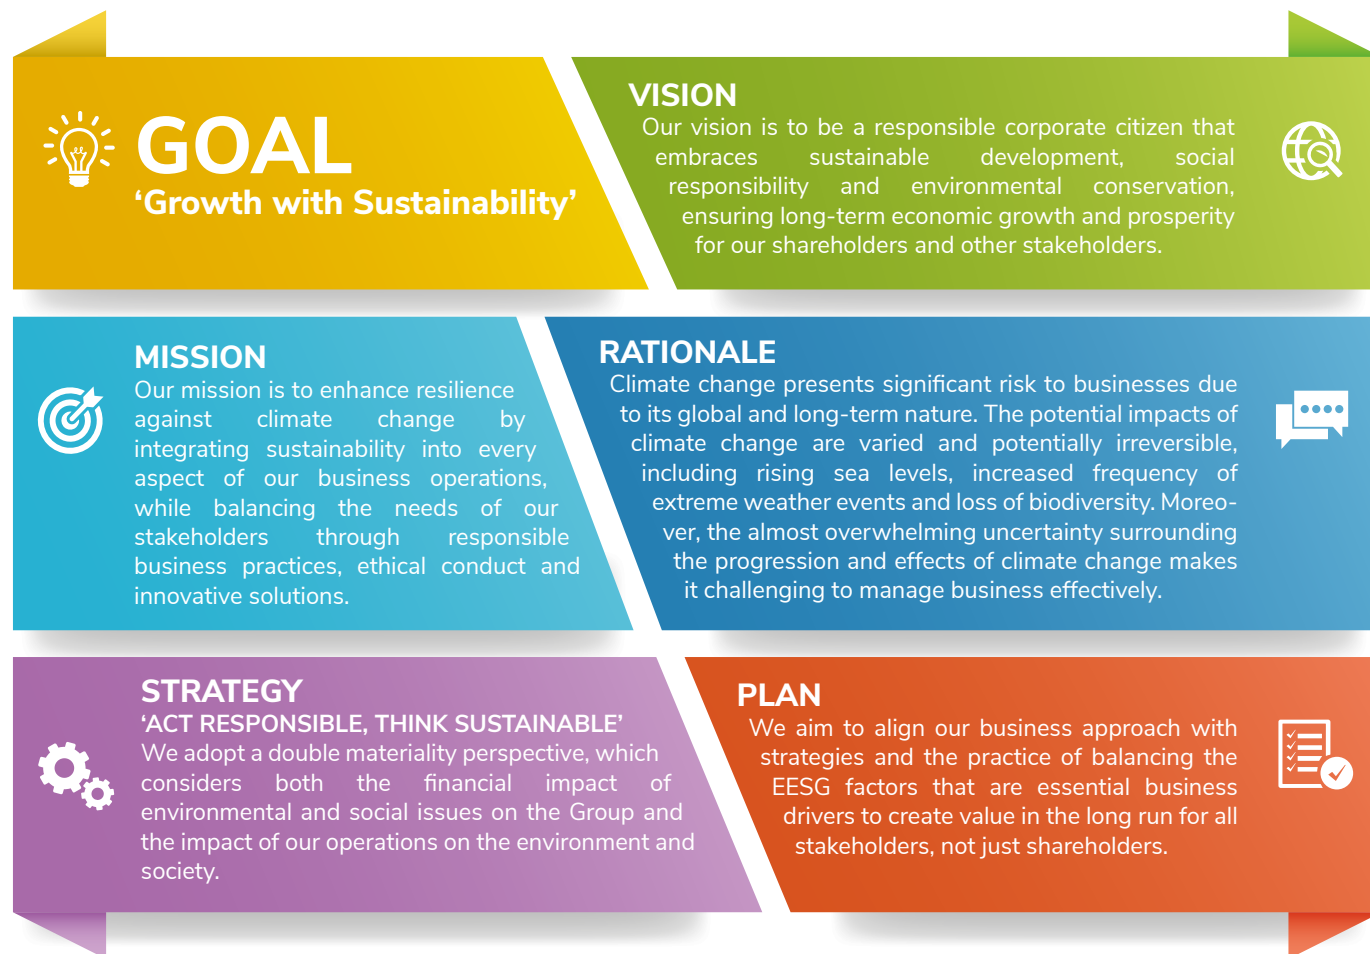 GOAL
‘Growth with Sustainability’
VISION
Our vision is to be a responsible corporate citizen that
embraces sustainable development, social
responsibility and environmental conservation,
ensuring long-term economic growth and prosperity
for our shareholders and other stakeholders.
MISSION
Our mission is to enhance resilience
against climate change by
integrating sustainability into every
aspect of our business operations,
while balancing the needs of our
stakeholders through responsible
business practices, ethical conduct and
innovative solutions.
RATIONALE
Climate change presents significant risk to businesses due
to its global and long-term nature. The potential impacts of
climate change are varied and potentially irreversible,
including rising sea levels, increased frequency of
extreme weather events and loss of biodiversity. Moreo-
ver, the almost overwhelming uncertainty surrounding
the progression and effects of climate change makes
it challenging to manage business effectively.
STRATEGY
‘ACT RESPONSIBLE, THINK SUSTAINABLE’
We adopt a double materiality perspective, which
considers both the financial impact of
environmental and social issues on the Group and
the impact of our operations on the environment and
society.
PLAN
We aim to align our business approach with
strategies and the practice of balancing the
EESG factors that are essential business
drivers to create value in the long run for all
stakeholders, not just shareholders.